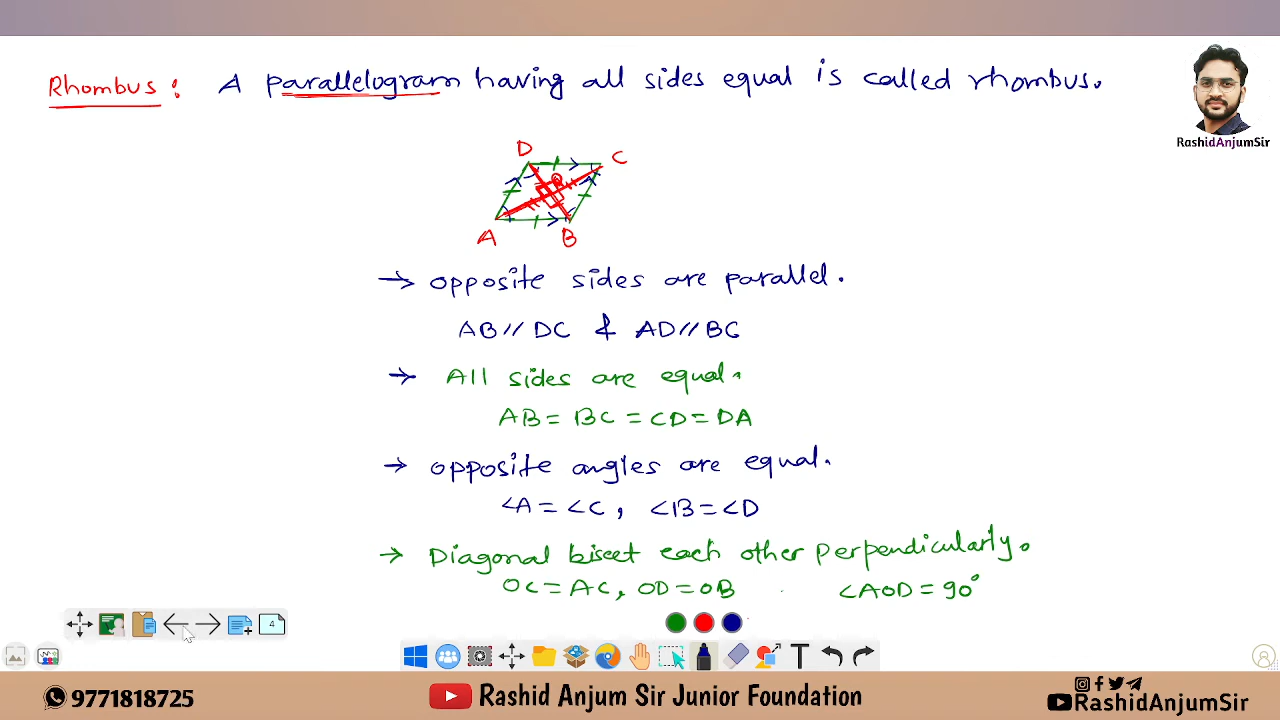 Rhombus : A parallelogram having all sides equal is called rhombus.
RashidAnjumSir
D C
A B
→ opposite sides are parallel.
AB // DC & AD // BC
→ All sides are equal.
AB = BC = CD = DA
→ opposite angles are equal.
∠A = ∠C , ∠B = ∠D
→ Diagonal bisect each other perpendicularly.
OC = AC , OD = OB ∠AOD = 90°
4
T
9771818725
Rashid Anjum Sir Junior Foundation
RashidAnjumSir